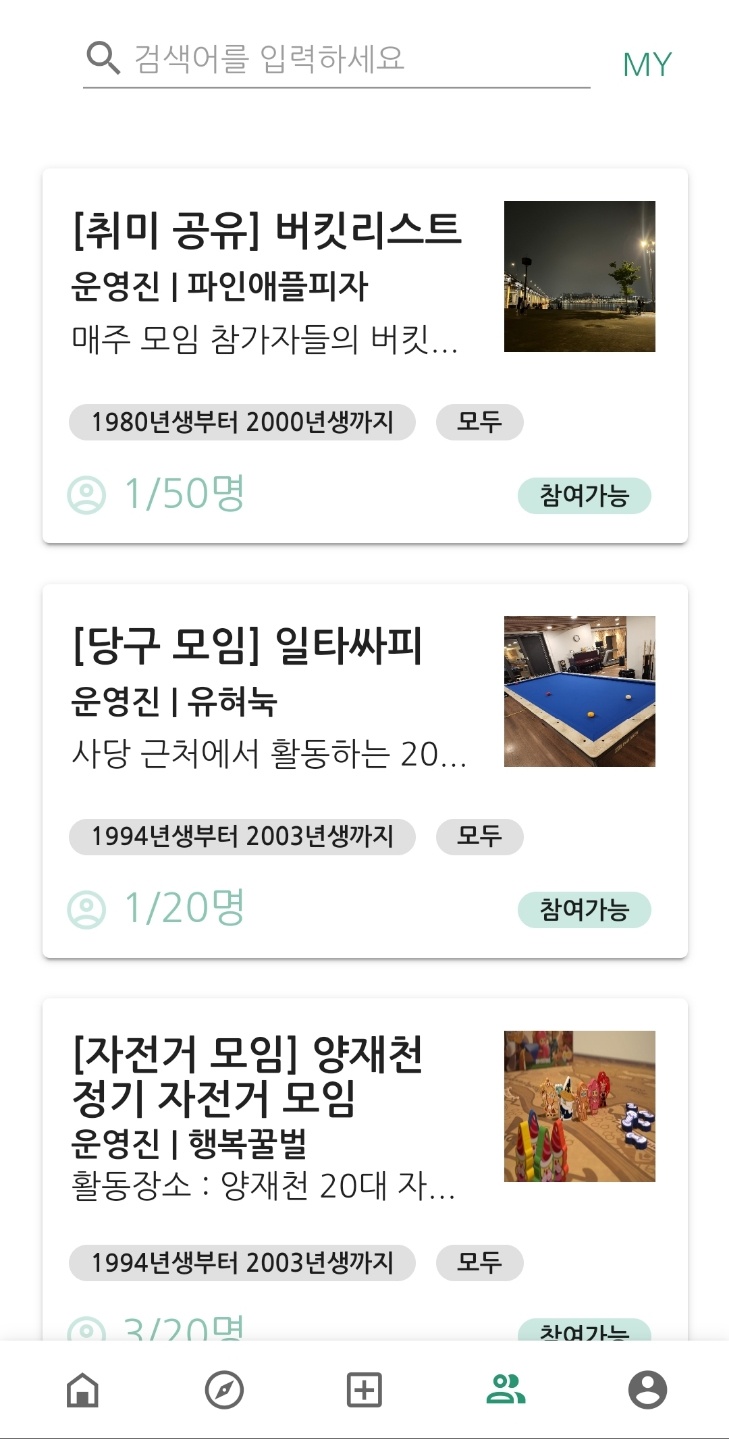 검색어를 입력하세요
MY
[취미 공유] 버킷리스트
운영진 | 파인애플피자
매주 모임 참가자들의 버킷...
1980년생부터 2000년생까지
모두
1/50명
참여가능
[당구 모임] 일타싸피
운영진 | 유혀눅
사당 근처에서 활동하는 20...
1994년생부터 2003년생까지
모두
1/20명
참여가능
[자전거 모임] 양재천
정기 자전거 모임
운영진 | 행복꿀벌
활동장소 : 양재천 20대 자...
1994년생부터 2003년생까지
모두
3/20명
참여가능